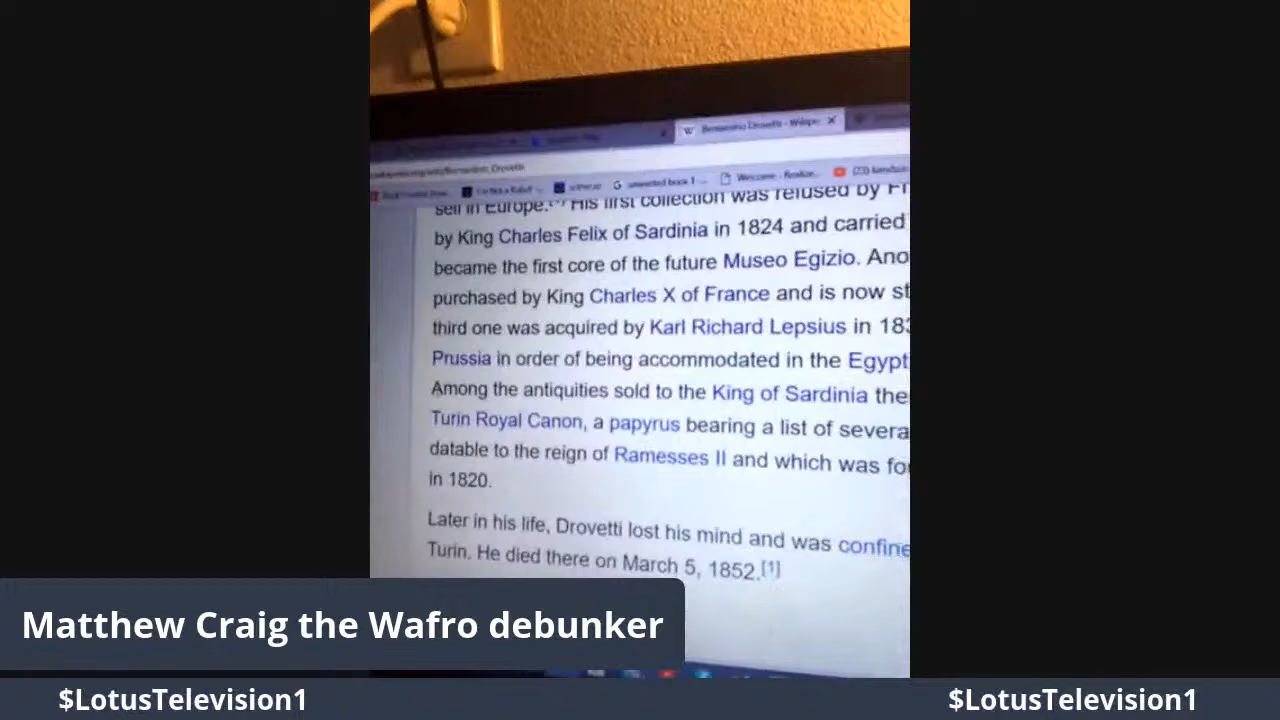 Bernardino Drovetti - Wikipe
sell in Europe. His first collection was refused by Fr
by King Charles Felix of Sardinia in 1824 and carried
became the first core of the future Museo Egizio. Ano
purchased by King Charles X of France and is now st
third one was acquired by Karl Richard Lepsius in 183
Prussia in order of being accommodated in the Egypt
Among the antiquities sold to the King of Sardinia the
Turin Royal Canon, a papyrus bearing a list of severa
datable to the reign of Ramesses II and which was fo
in 1820.
Later in his life, Drovetti lost his mind and was confine
Turin. He died there on March 5, 1852.[1]
Matthew Craig the Wafro debunker
$LotusTelevision1
$LotusTelevision1